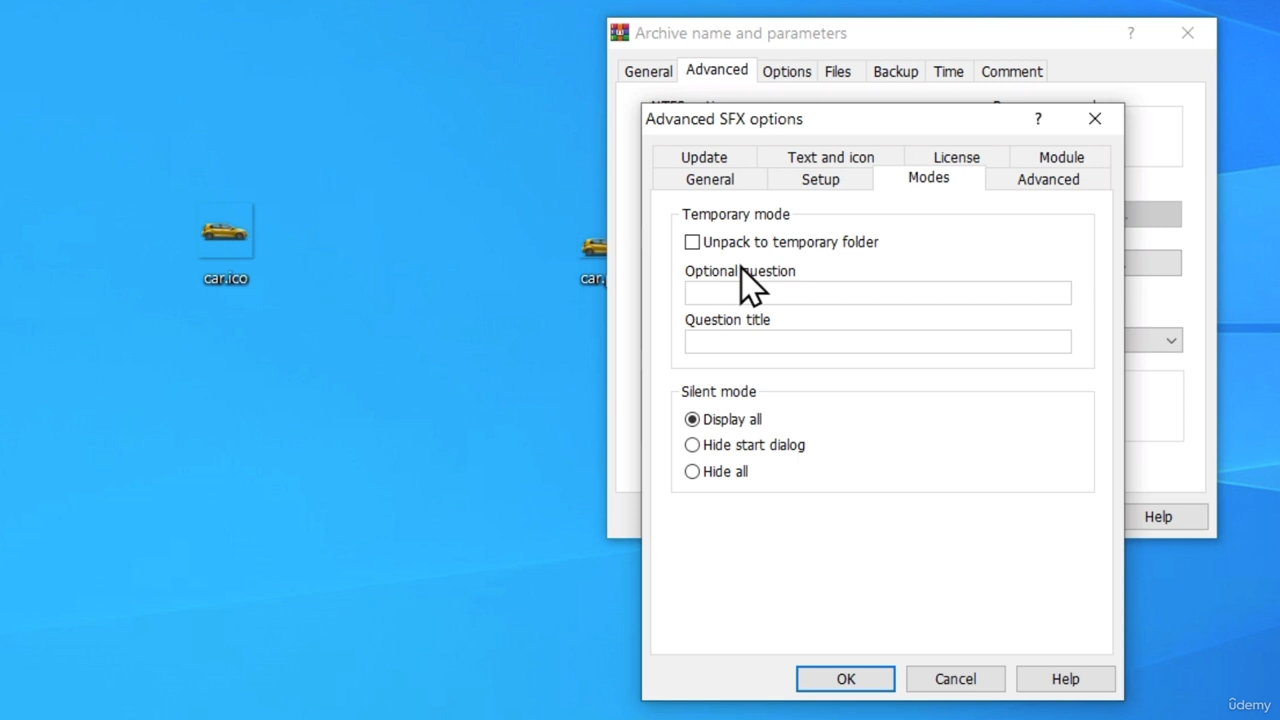 Archive name and parameters
?
General Advanced Options Files Backup Time Comment
Advanced SFX options
?
Update Text and icon License Module
General Setup Modes Advanced
Temporary mode
Unpack to temporary folder
Optional question
Question title
Silent mode
Display all
Hide start dialog
Hide all
OK Cancel Help
Help
car.ico
car.
udemy